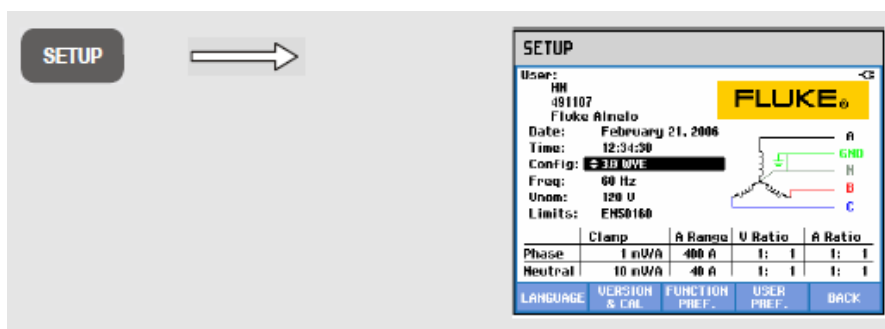 SETUP
SETUP
User:
HH
491107
Fluke Almelo
FLUKE®
Date: February 21, 2006
Time: 12:34:30
Config: 3Ø WYE
Freq: 60 Hz
Unom: 120 V
Limits: EN50160
A
GND
N
B
C
Clamp A Range V Ratio A Ratio
Phase 1 mV/A 400 A 1: 1 1: 1
Neutral 10 mV/A 40 A 1: 1 1: 1
LANGUAGE VERSION & CAL. FUNCTION PREF. USER PREF. BACK